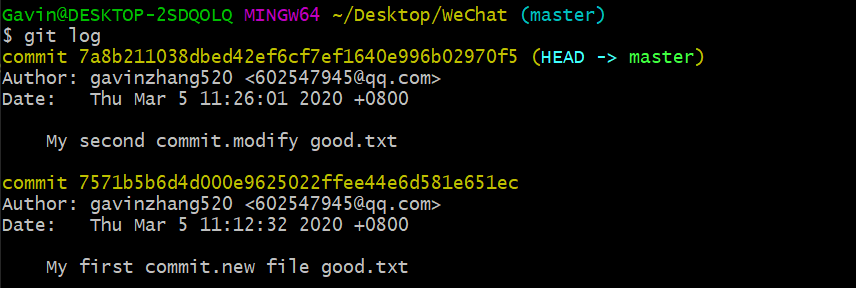 Gavin@DESKTOP-2SDQOLQ MINGW64 ~/Desktop/WeChat (master)
$ git log
commit 7a8b211038dbed42ef6cf7ef1640e996b02970f5 (HEAD -> master)
Author: gavinzhang520 <602547945@qq.com>
Date:   Thu Mar 5 11:26:01 2020 +0800
    My second commit.modify good.txt
commit 7571b5b6d4d000e9625022ffee44e6d581e651ec
Author: gavinzhang520 <602547945@qq.com>
Date:   Thu Mar 5 11:12:32 2020 +0800
    My first commit.new file good.txt